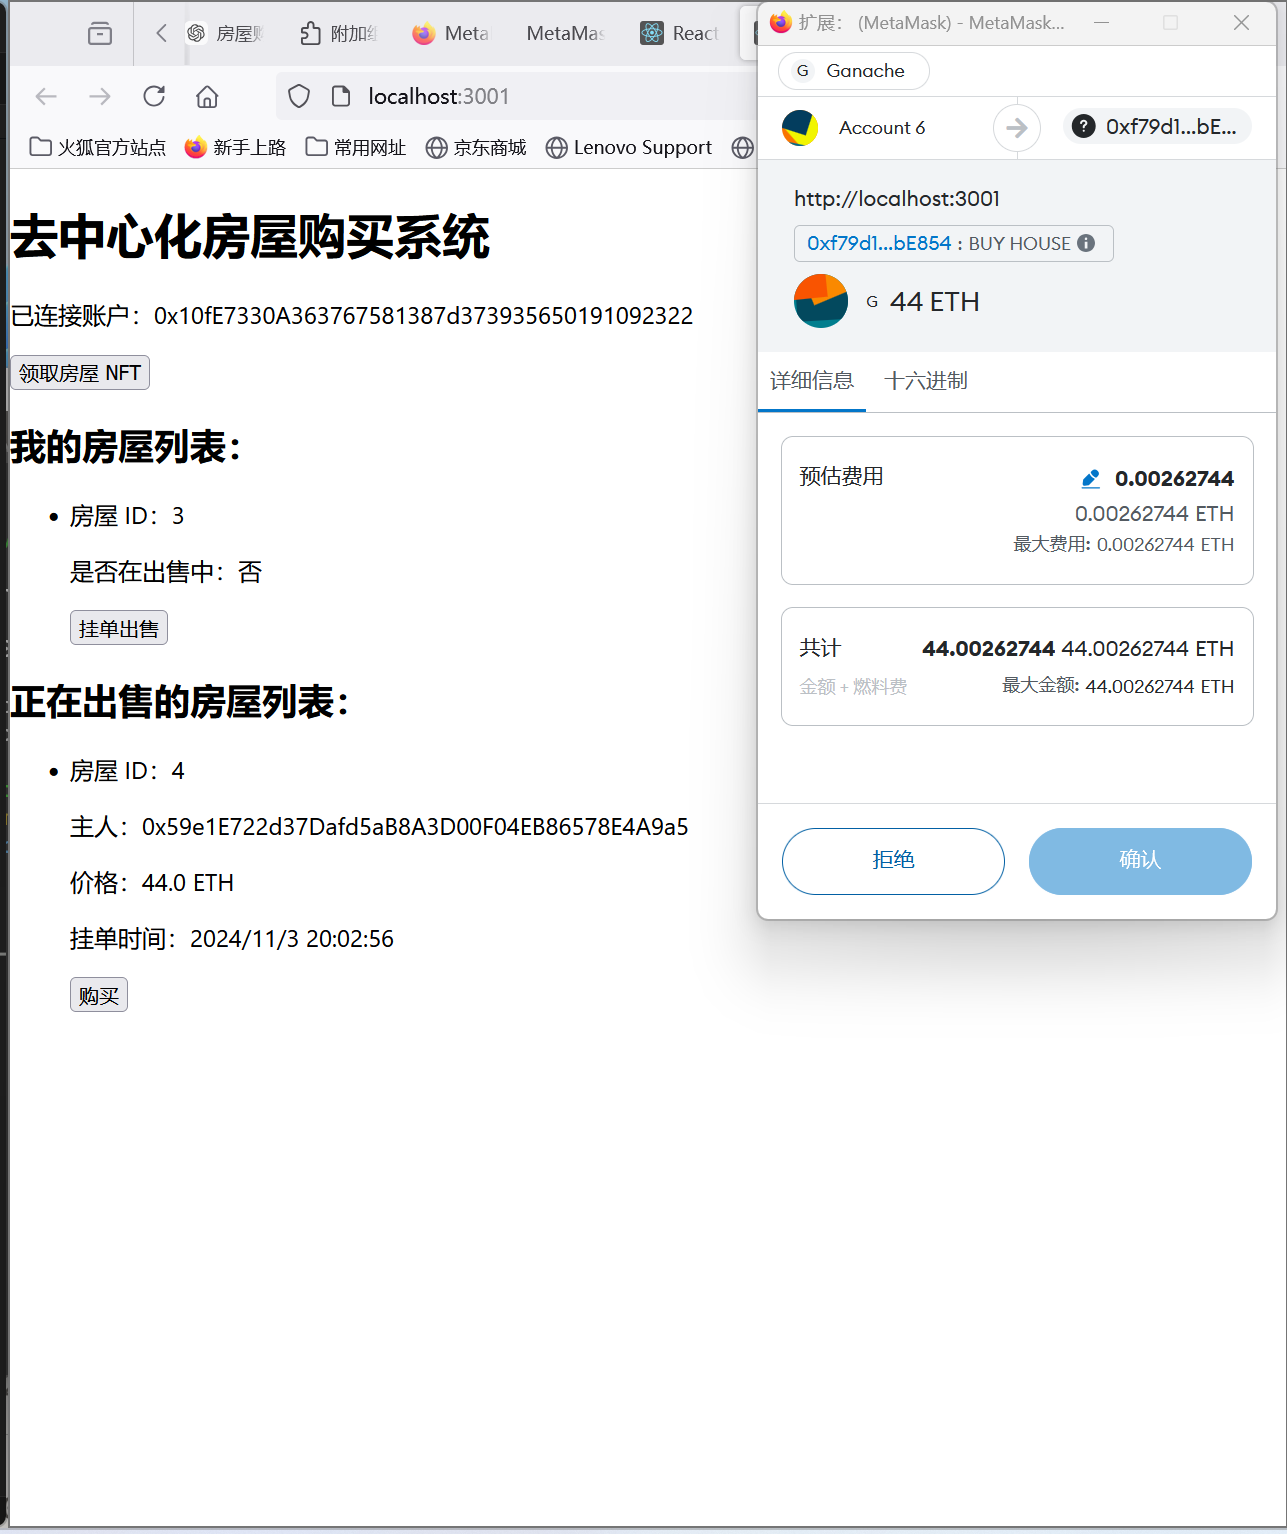 房屋
附加
Meta
MetaMas
React
localhost:3001
火狐官方站点
新手上路
常用网址
京东商城
Lenovo Support
去中心化房屋购买系统
已连接账户：0x10fE7330A363767581387d373935650191092322
领取房屋 NFT
我的房屋列表：
房屋 ID：3
是否在出售中：否
挂单出售
正在出售的房屋列表：
房屋 ID：4
主人：0x59e1E722d37Dafd5aB8A3D00F04EB86578E4A9a5
价格：44.0 ETH
挂单时间：2024/11/3 20:02:56
购买
扩展： (MetaMask) - MetaMask...
G Ganache
Account 6
? 0xf79d1...bE...
http://localhost:3001
0xf79d1...bE854 : BUY HOUSE
G 44 ETH
详细信息 十六进制
预估费用 0.00262744
0.00262744 ETH
最大费用: 0.00262744 ETH
共计 44.00262744 44.00262744 ETH
金额 + 燃料费 最大金额: 44.00262744 ETH
拒绝 确认